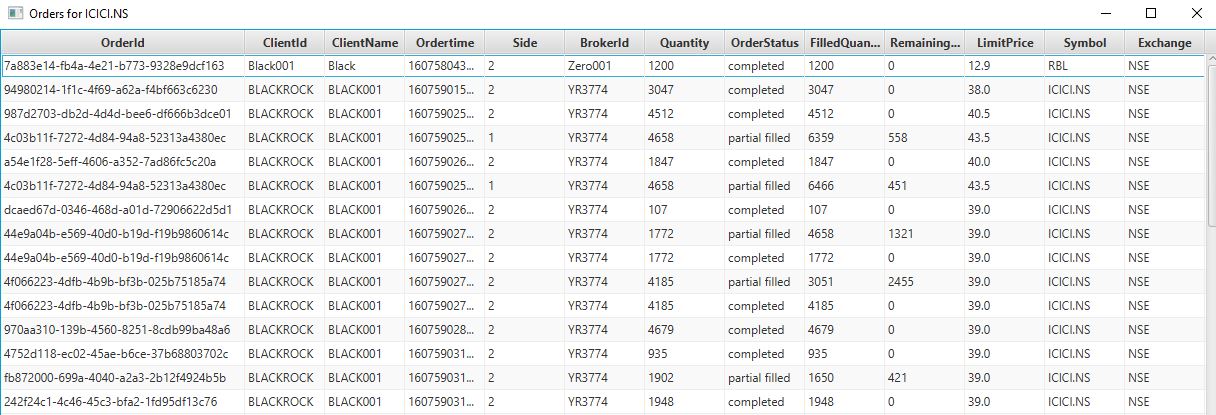 Orders for ICICI.NS
OrderId ClientId ClientName Ordertime Side BrokerId Quantity OrderStatus FilledQuan... Remaining... LimitPrice Symbol Exchange
7a883e14-fb4a-4e21-b773-9328e9dcf163 Black001 Black 160758043... 2 Zero001 1200 completed 1200 0 12.9 RBL NSE
94980214-1f1c-4f69-a62a-f4bf663c6230 BLACKROCK BLACK001 160759015... 2 YR3774 3047 completed 3047 0 38.0 ICICI.NS NSE
987d2703-db2d-4d4d-bee6-df666b3dce01 BLACKROCK BLACK001 160759025... 2 YR3774 4512 completed 4512 0 40.5 ICICI.NS NSE
4c03b11f-7272-4d84-94a8-52313a4380ec BLACKROCK BLACK001 160759025... 1 YR3774 4658 partial filled 6359 558 43.5 ICICI.NS NSE
a54e1f28-5eff-4606-a352-7ad86fc5c20a BLACKROCK BLACK001 160759026... 2 YR3774 1847 completed 1847 0 40.0 ICICI.NS NSE
4c03b11f-7272-4d84-94a8-52313a4380ec BLACKROCK BLACK001 160759025... 1 YR3774 4658 partial filled 6466 451 43.5 ICICI.NS NSE
dcaed67d-0346-468d-a01d-72906622d5d1 BLACKROCK BLACK001 160759026... 2 YR3774 107 completed 107 0 39.0 ICICI.NS NSE
44e9a04b-e569-40d0-b19d-f19b9860614c BLACKROCK BLACK001 160759027... 2 YR3774 1772 partial filled 4658 1321 39.0 ICICI.NS NSE
44e9a04b-e569-40d0-b19d-f19b9860614c BLACKROCK BLACK001 160759027... 2 YR3774 1772 completed 1772 0 39.0 ICICI.NS NSE
4f066223-4dfb-4b9b-bf3b-025b75185a74 BLACKROCK BLACK001 160759027... 2 YR3774 4185 partial filled 3051 2455 39.0 ICICI.NS NSE
4f066223-4dfb-4b9b-bf3b-025b75185a74 BLACKROCK BLACK001 160759027... 2 YR3774 4185 completed 4185 0 39.0 ICICI.NS NSE
970aa310-139b-4560-8251-8cdb99ba48a6 BLACKROCK BLACK001 160759028... 2 YR3774 4679 completed 4679 0 39.0 ICICI.NS NSE
4752d118-ec02-45ae-b6ce-37b68803702c BLACKROCK BLACK001 160759031... 2 YR3774 935 completed 935 0 39.0 ICICI.NS NSE
fb872000-699a-4040-a2a3-2b12f4924b5b BLACKROCK BLACK001 160759031... 2 YR3774 1902 partial filled 1650 421 39.0 ICICI.NS NSE
242f24c1-4c46-45c3-bfa2-1fd95df13c76 BLACKROCK BLACK001 160759031... 2 YR3774 1948 completed 1948 0 39.0 ICICI.NS NSE